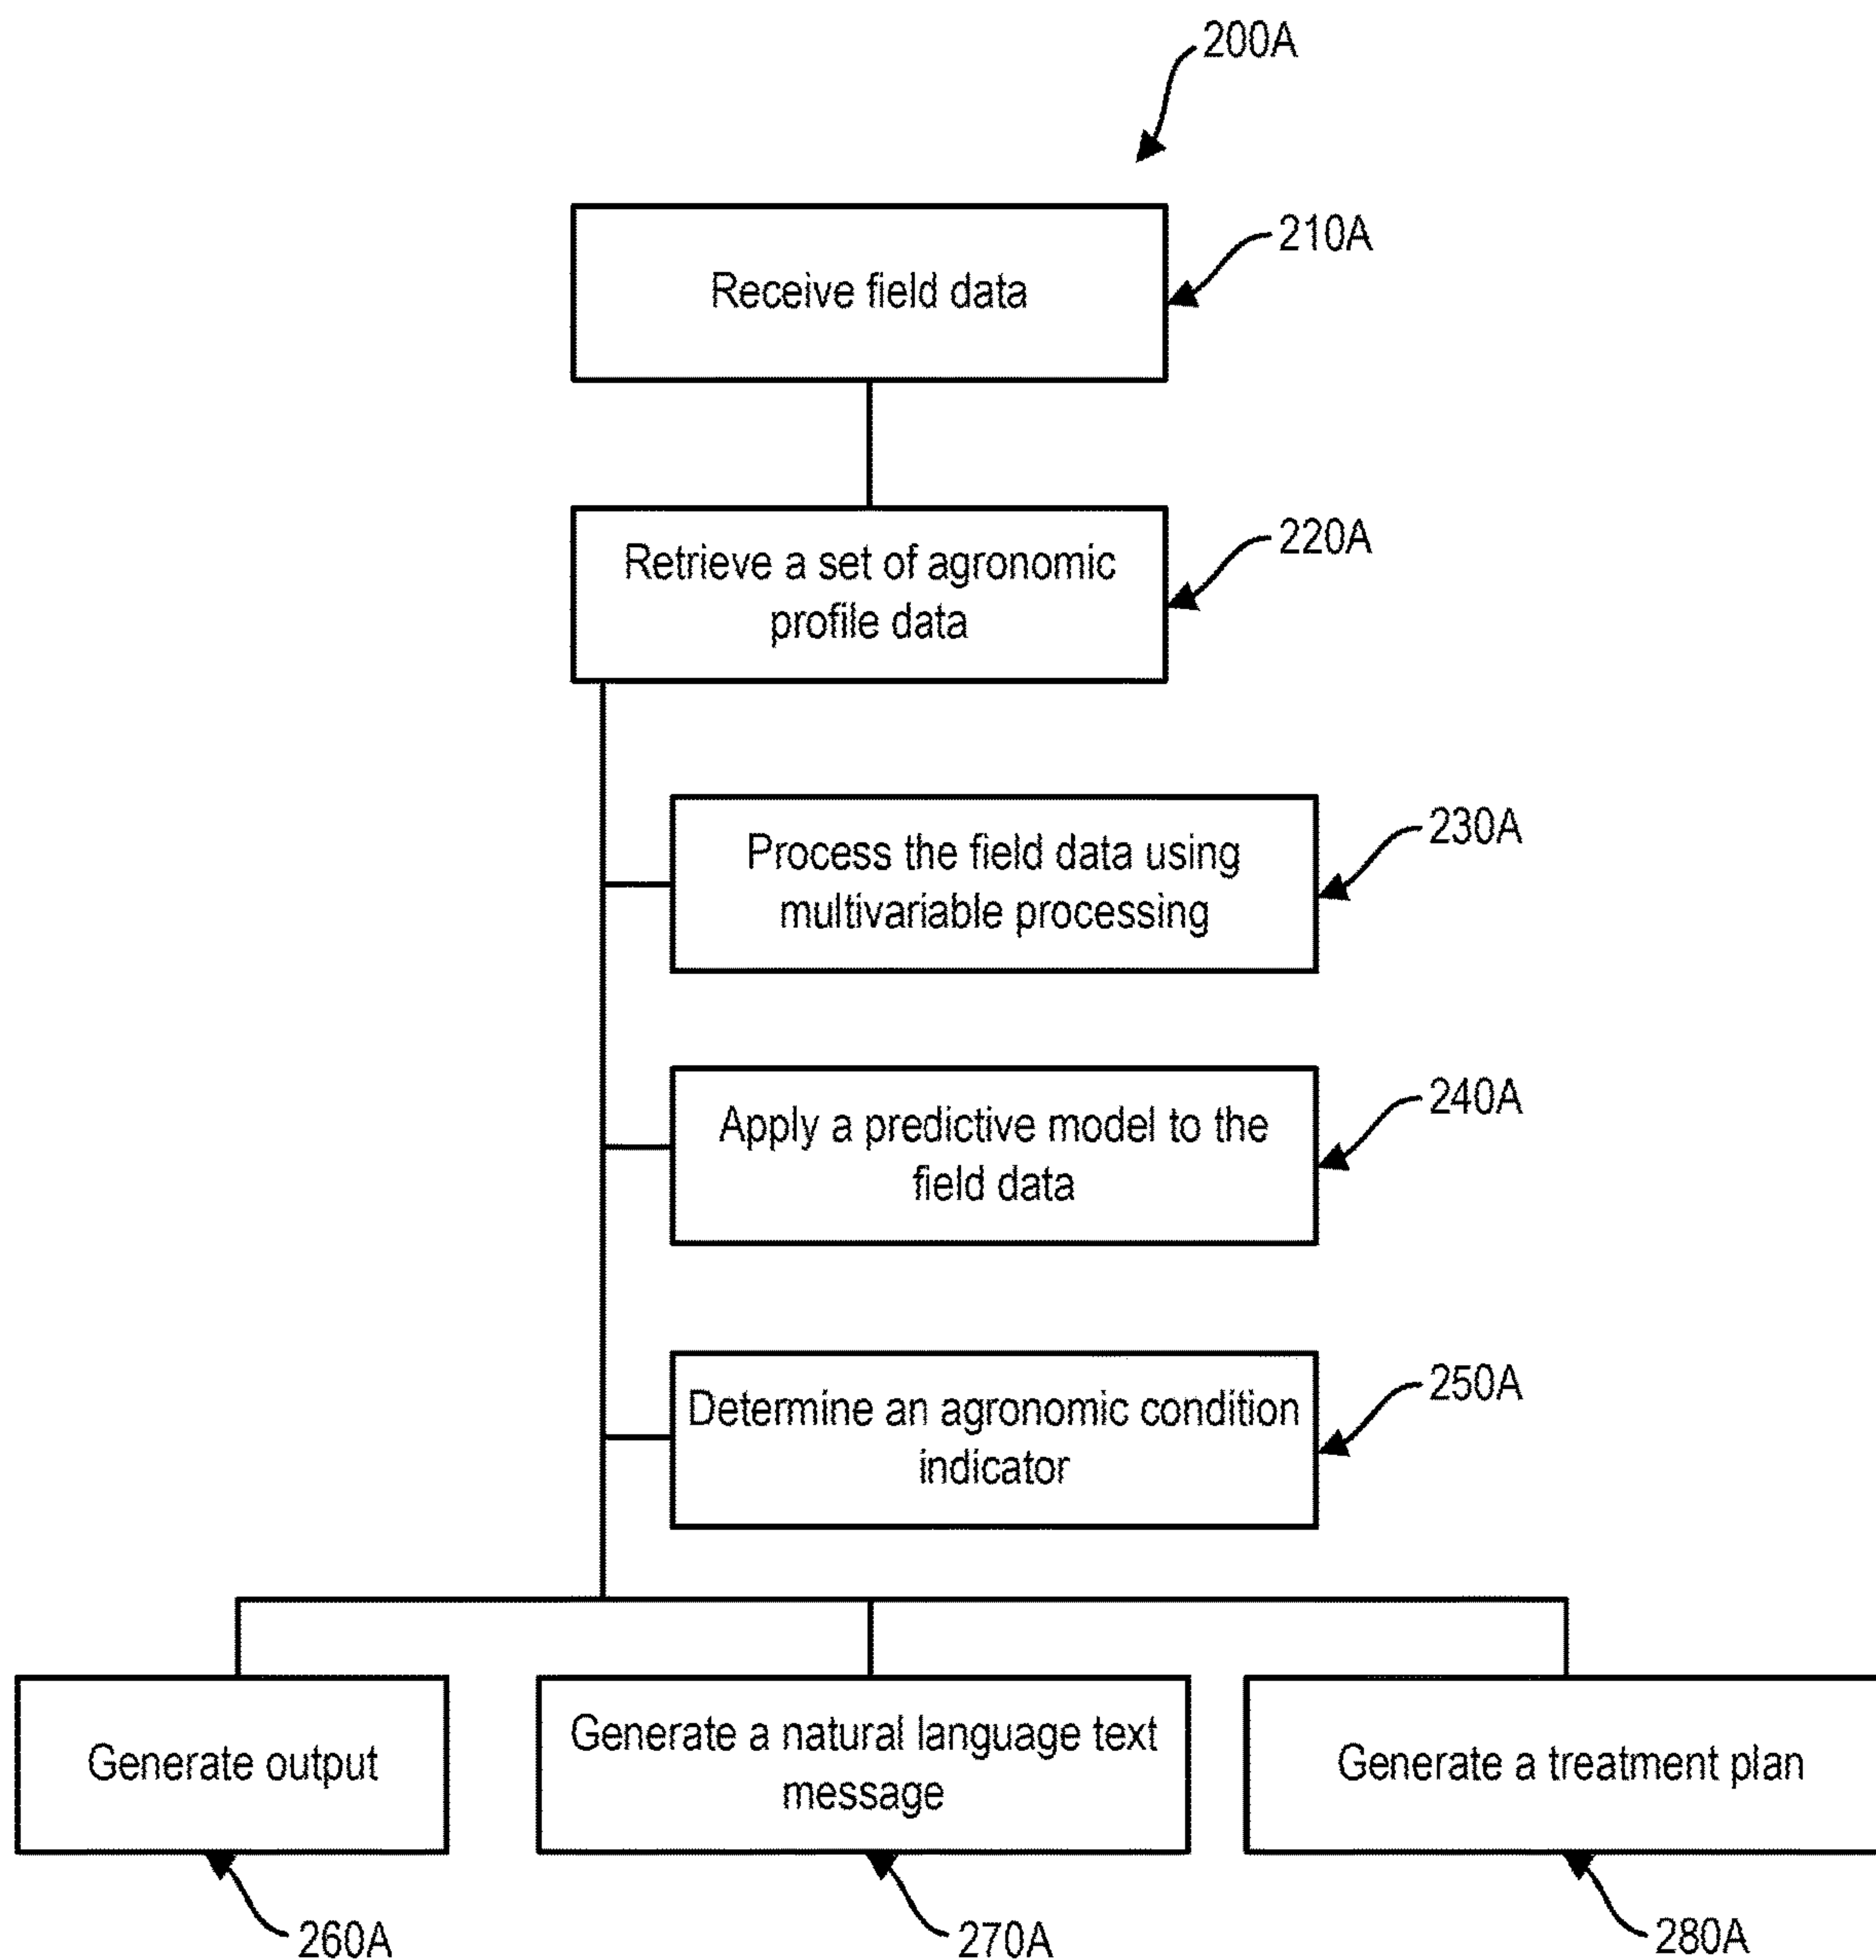 200A
Receive field data
210A
Retrieve a set of agronomic
profile data
220A
Process the field data using
multivariable processing
230A
Apply a predictive model to the
field data
240A
Determine an agronomic condition
indicator
250A
Generate output
Generate a natural language text
message
Generate a treatment plan
260A
270A
280A